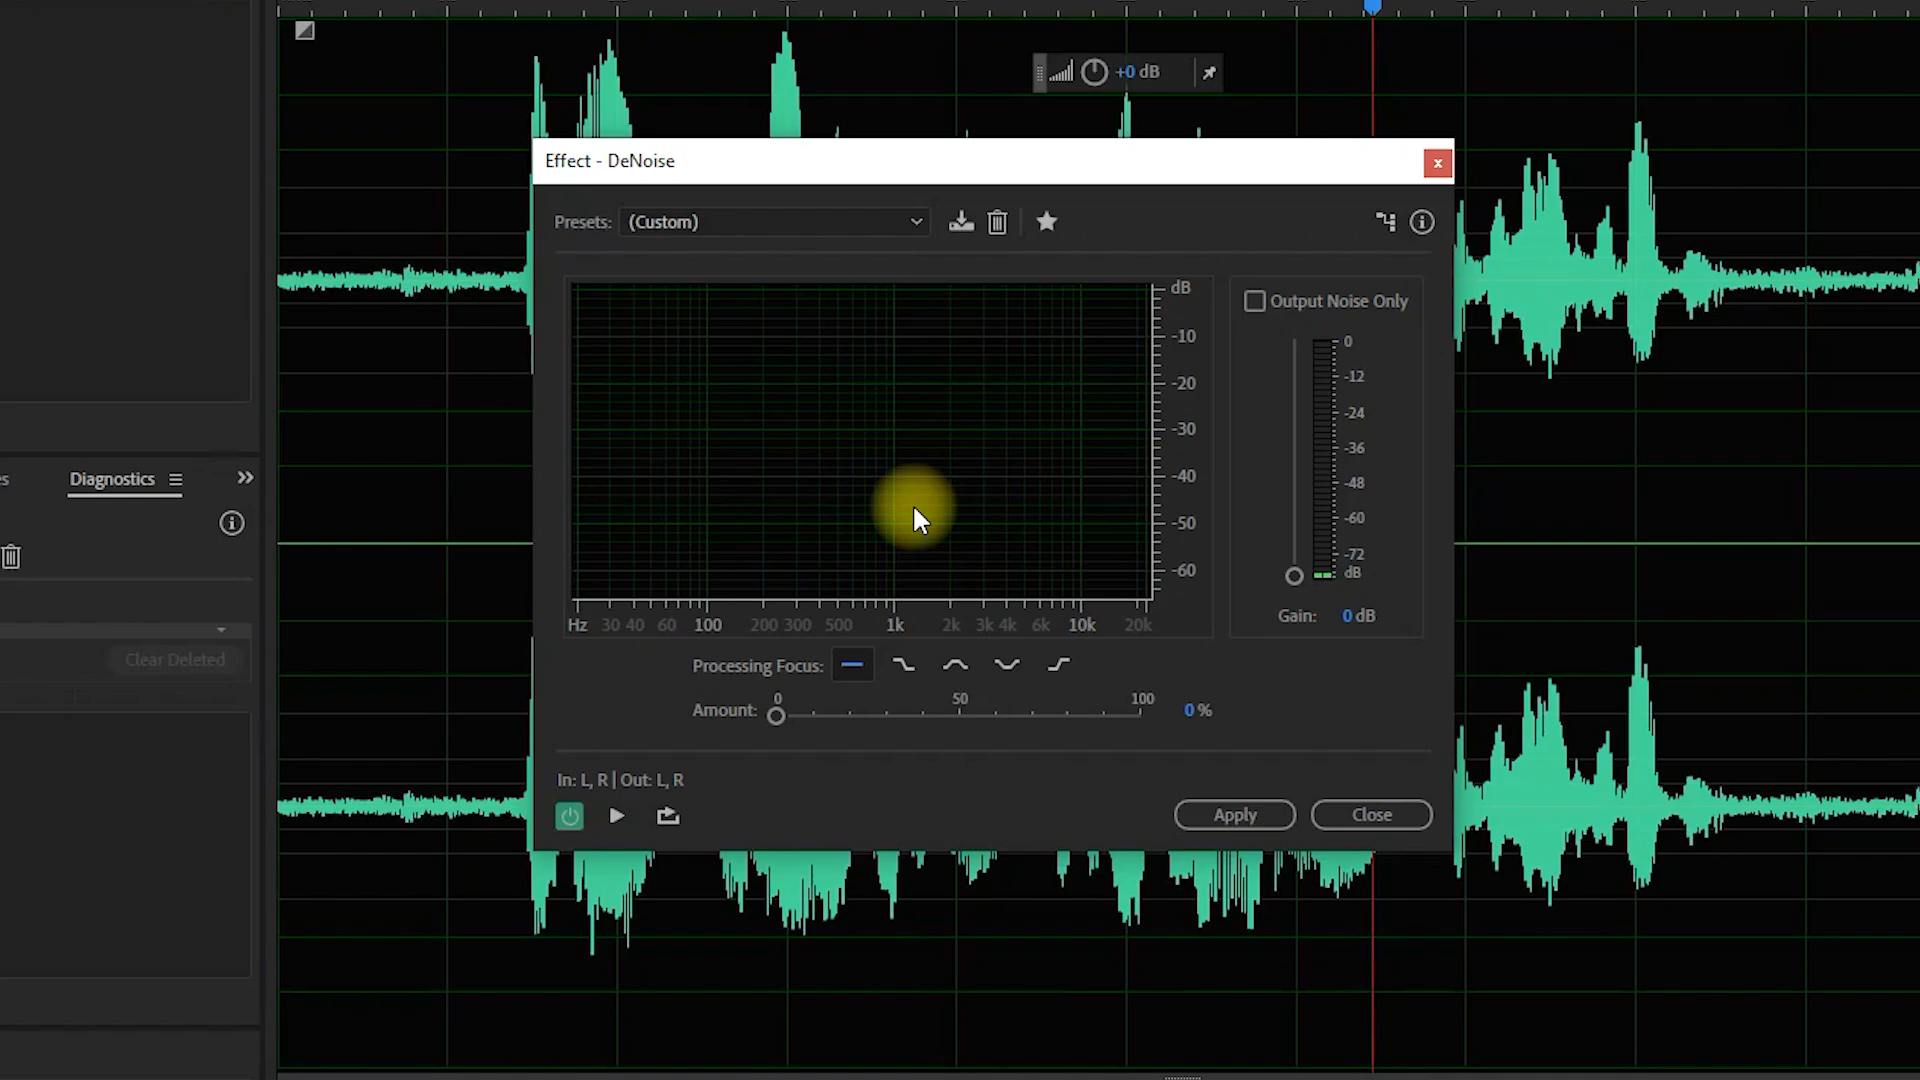 +0 dB
Effect - DeNoise
x
Presets: (Custom)
dB
-10
-20
-30
-40
-50
-60
Hz 30 40 60 100 200 300 500 1k 2k 3k 4k 6k 10k 20k
Output Noise Only
0
-12
-24
-36
-48
-60
-72
dB
Gain: 0 dB
Processing Focus:
0 50 100
Amount: 0 %
In: L, R | Out: L, R
Apply Close
s Diagnostics
Clear Deleted